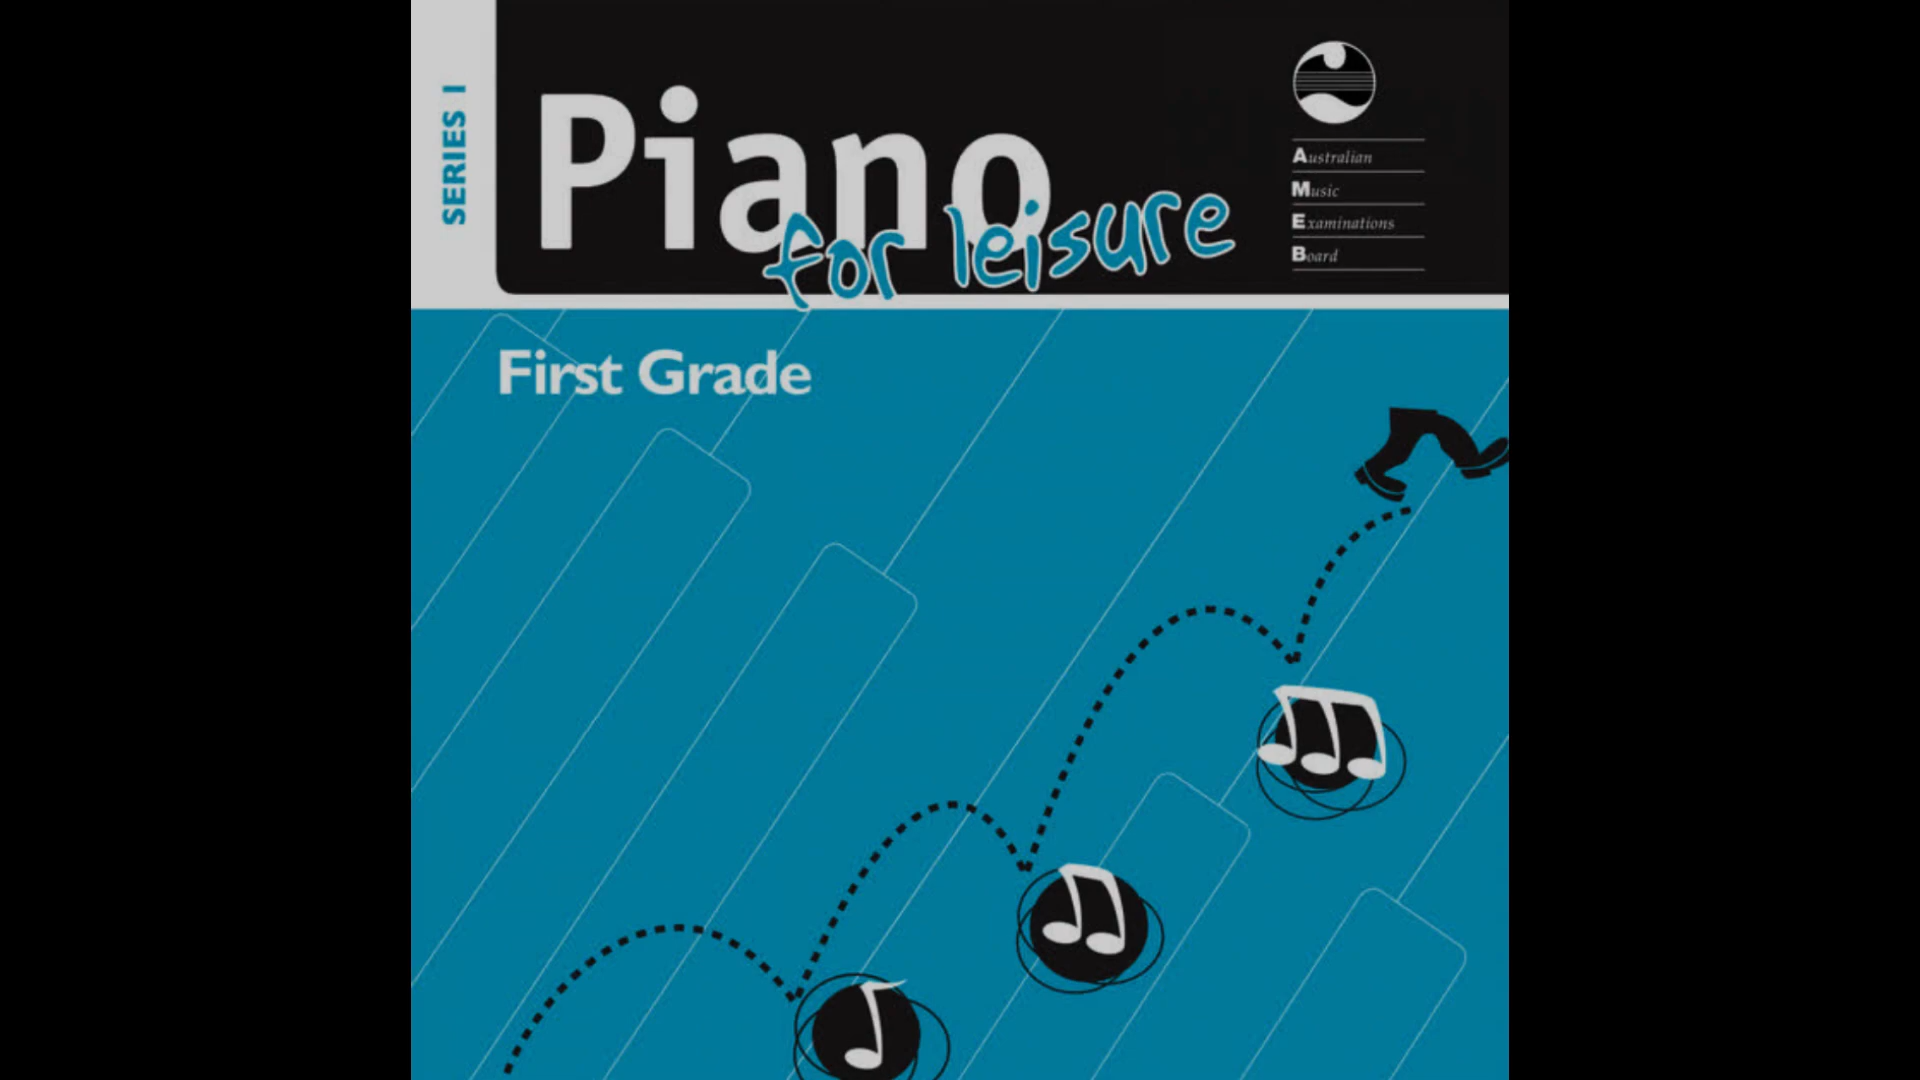 SERIES 1
Piano
for leisure
Australian
Music
Examinations
Board
First Grade